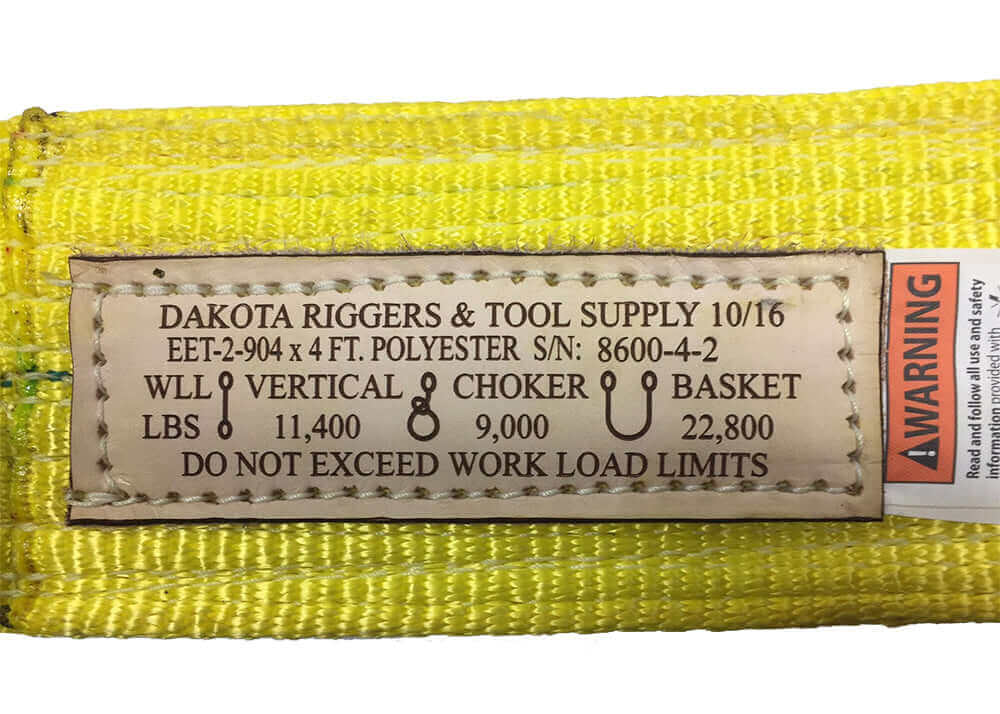 DAKOTA RIGGERS & TOOL SUPPLY 10/16
EET-2-904 x 4 FT. POLYESTER S/N: 8600-4-2
WLL VERTICAL CHOKER BASKET
LBS 11,400 9,000 22,800
DO NOT EXCEED WORK LOAD LIMITS
WARNING
Read and follow all use and safety
information provided with